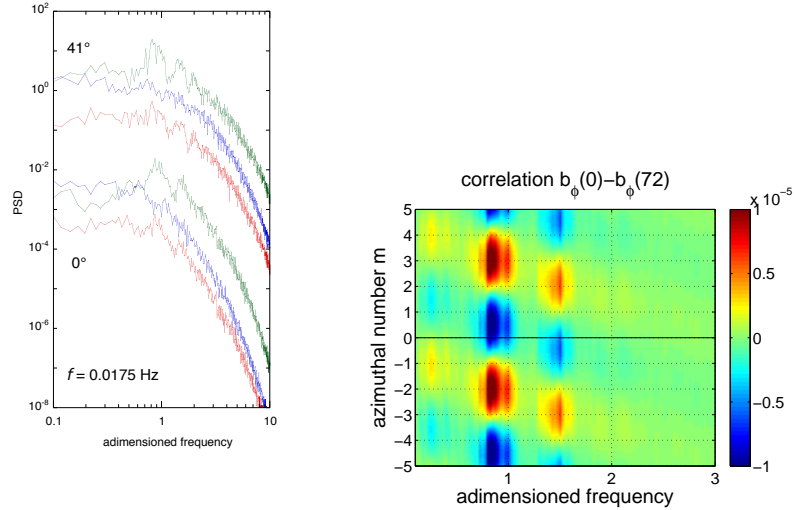 10^2
41°
10^0
10^-2
PSD
10^-4
0°
10^-6
f = 0.0175 Hz
10^-8
0.1 1 10
adimensioned frequency
correlation b_ϕ(0)−b_ϕ(72)
x 10^-5
5
4
3
2
1
0
−1
−2
−3
−4
−5
azimuthal number m
1 2 3
adimensioned frequency
1
0.5
0
−0.5
−1